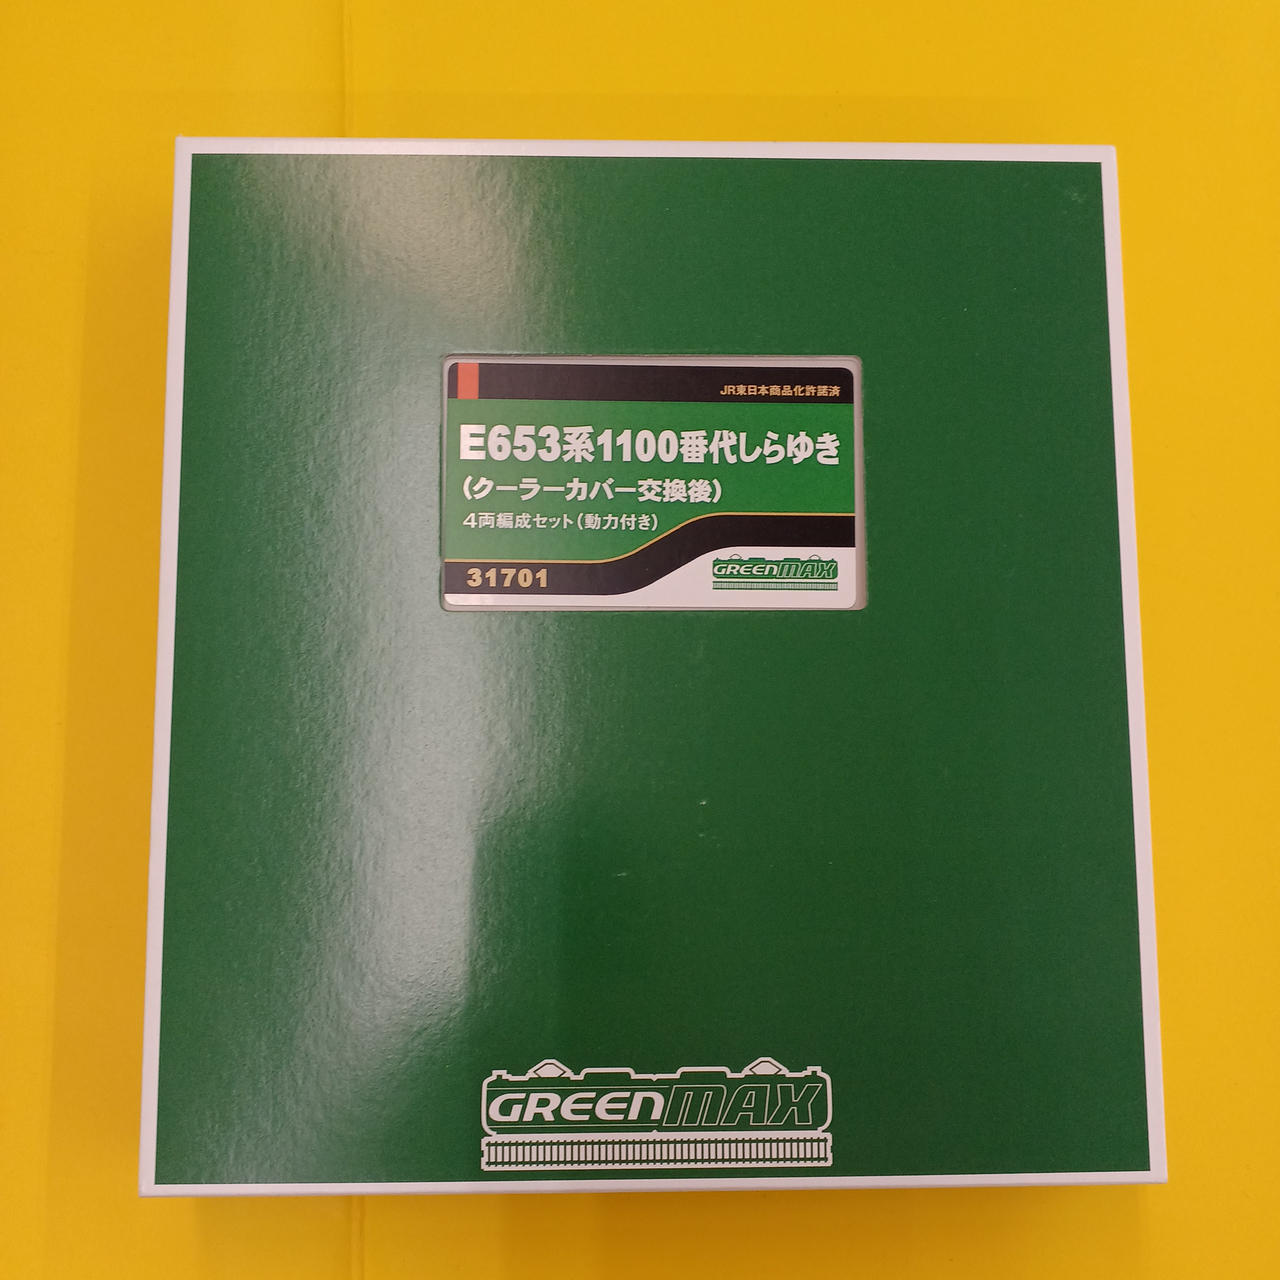 JR東日本商品化許諾済
E653系1100番代しらゆき
（クーラーカバー交換後）
4両編成セット（動力付き）
31701
GREENMAX
GREENMAX